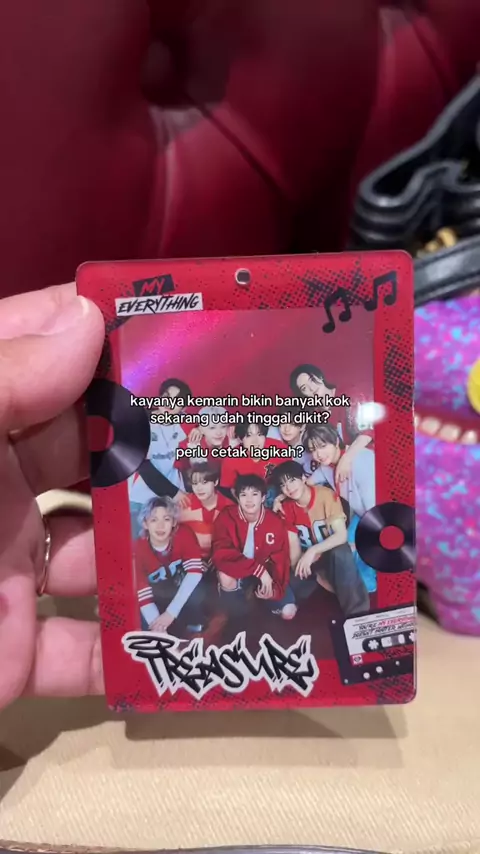 MY
EVERYTHING
kayanya kemarin bikin banyak kok
sekarang udah tinggal dikit?
perlu cetak lagikah?
C
TREASURE